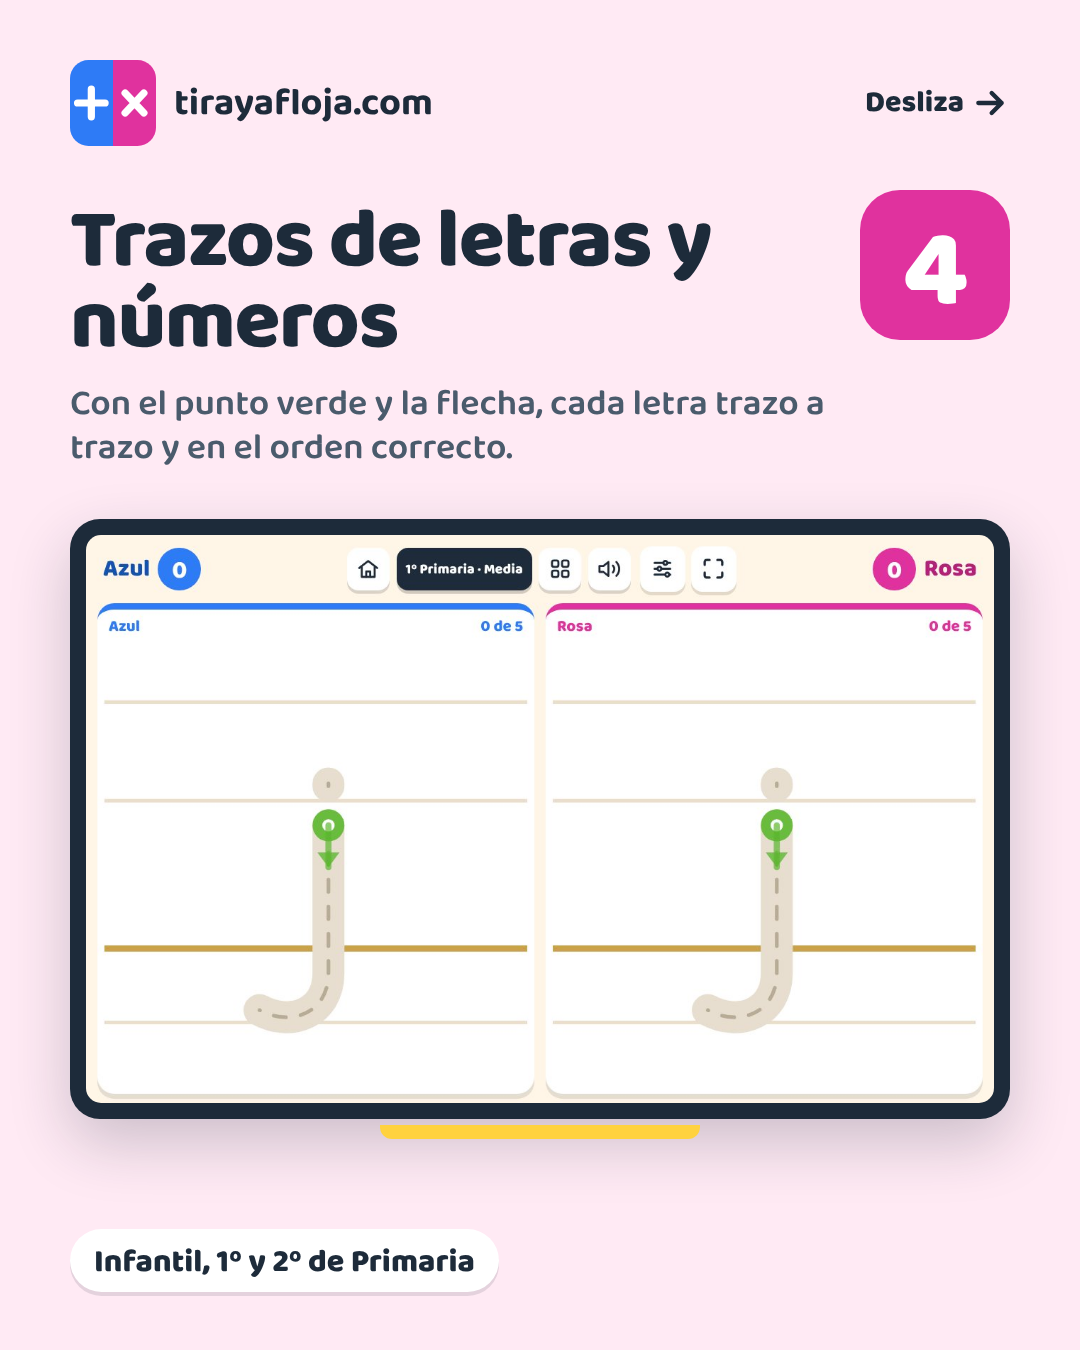 tirayafloja.com
Desliza →
Trazos de letras y
números
4
Con el punto verde y la flecha, cada letra trazo a
trazo y en el orden correcto.
Azul 0
1º Primaria · Media
0 Rosa
Azul 0 de 5
Rosa 0 de 5
j j
Infantil, 1º y 2º de Primaria